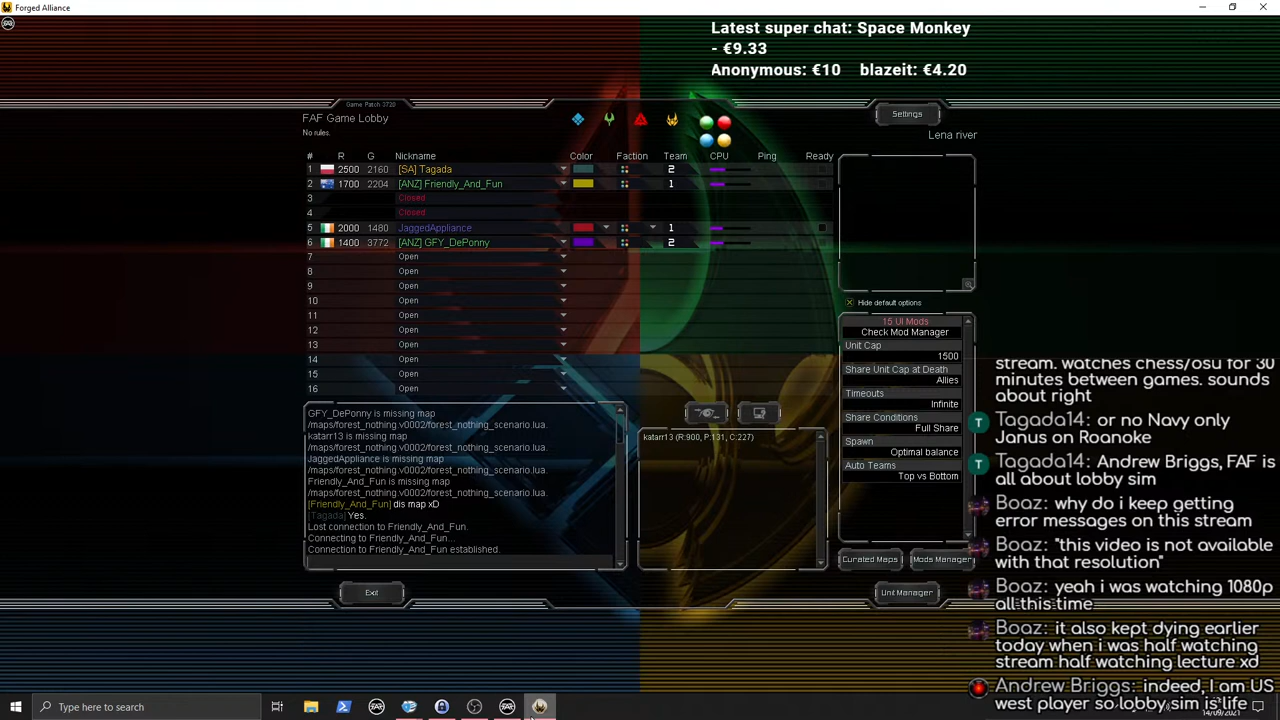 Forged Alliance
Latest super chat: Space Monkey
- €9.33
Anonymous: €10 blazeit: €4.20
Game Patch 3720
FAF Game Lobby
No rules.
Settings
Lena river
# R G Nickname Color Faction Team CPU Ping Ready
1 2500 2160 [SA] Tagada 2
2 1700 2204 [ANZ] Friendly_And_Fun 1
3 Closed
4 Closed
5 2000 1480 JaggedAppliance 1
6 1400 3772 [ANZ] GFY_DePonny 2
7 Open
8 Open
9 Open
10 Open
11 Open
12 Open
13 Open
14 Open
15 Open
16 Open
Hide default options
15 UI Mods
Check Mod Manager
Unit Cap
1500
Share Unit Cap at Death
Allies
Timeouts
Infinite
Share Conditions
Full Share
Spawn
Optimal balance
Auto Teams
Top vs Bottom
GFY_DePonny is missing map
/maps/forest_nothing.v0002/forest_nothing_scenario.lua.
katarr13 is missing map
/maps/forest_nothing.v0002/forest_nothing_scenario.lua.
JaggedAppliance is missing map
/maps/forest_nothing.v0002/forest_nothing_scenario.lua.
Friendly_And_Fun is missing map
/maps/forest_nothing.v0002/forest_nothing_scenario.lua.
[Friendly_And_Fun] dis map xD
[Tagada] Yes.
Lost connection to Friendly_And_Fun.
Connecting to Friendly_And_Fun...
Connection to Friendly_And_Fun established.
katarr13 (R:900, P:131, C:227)
Curated Maps
Mods Manager
Exit
Unit Manager
stream. watches chess/osu for 30
minutes between games. sounds
about right
T Tagada14: or no Navy only
Janus on Roanoke
T Tagada14: Andrew Briggs, FAF is
all about lobby sim
Boaz: why do i keep getting
error messages on this stream
Boaz: "this video is not available
with that resolution"
Boaz: yeah i was watching 1080p
all this time
Boaz: it also kept dying earlier
today when i was half watching
stream half watching lecture xd
Andrew Briggs: indeed, I am US
west player so lobby sim is life
Type here to search
14/09/2021